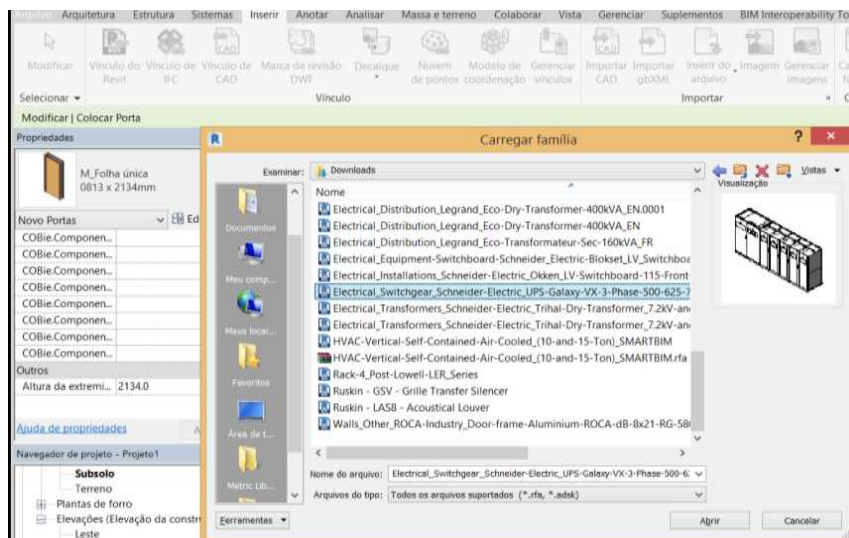 Arquivo Arquitetura Estrutura Sistemas Inserir Anotar Analisar Massa e terreno Colaborar Vista Gerenciar Suplementos BIM Interoperability To
Modificar
Vínculo do Revit
Vínculo de IFC
Vínculo de CAD
Marca de revisão DWF
Decalque
Nuvem de pontos
Modelo de coordenação
Gerenciar vínculos
Importar CAD
Importar gbXML
Inserir do arquivo
Imagem
Gerenciar imagens
Selecionar
Vínculo
Importar
Modificar | Colocar Porta
Propriedades
M_Folha única
0813 x 2134mm
Novo Portas
Ed
COBie.Componen...
COBie.Componen...
COBie.Componen...
COBie.Componen...
COBie.Componen...
COBie.Componen...
COBie.Componen...
COBie.Componen...
Outros
Altura da extremi... 2134.0
Ajuda de propriedades
A
Navegador de projeto - Projeto1
Subsolo
Terreno
Plantas de forro
Elevações (Elevação da constr
Leste
Carregar família
? ×
Examinar: Downloads
Vistas
Documentos
Meu comp...
Meus locai...
Favoritos
Área de t...
Metric Lib...
Nome
Electrical_Distribution_Legrand_Eco-Dry-Transformer-400kVA_EN.0001
Electrical_Distribution_Legrand_Eco-Dry-Transformer-400kVA_EN
Electrical_Distribution_Legrand_Eco-Transformateur-Sec-160kVA_FR
Electrical_Equipment-Switchboard-Schneider_Electric-Blokset_LV_Switchboa
Electrical_Installations_Schneider-Electric_Okken_LV-Switchboard-115-Front-
Electrical_Switchgear_Schneider-Electric_UPS-Galaxy-VX-3-Phase-500-625-7
Electrical_Transformers_Schneider-Electric_Trihal-Dry-Transformer_7.2kV-an
Electrical_Transformers_Schneider-Electric_Trihal-Dry-Transformer_7.2kV-an
HVAC-Vertical-Self-Contained-Air-Cooled_(10-and-15-Ton)_SMARTBIM
HVAC-Vertical-Self-Contained-Air-Cooled_(10-and-15-Ton)_SMARTBIM.rfa
Rack-4_Post-Lowell-LER_Series
Ruskin - GSV - Grille Transfer Silencer
Ruskin - LAS8 - Acoustical Louver
Walls_Other_ROCA-Industry_Door-frame-Aluminium-ROCA-dB-8x21-RG-58
Visualização
Nome do arquivo: Electrical_Switchgear_Schneider-Electric_UPS-Galaxy-VX-3-Phase-500-6
Arquivos do tipo: Todos os arquivos suportados (*.rfa, *.adsk)
Ferramentas
Abrir
Cancelar